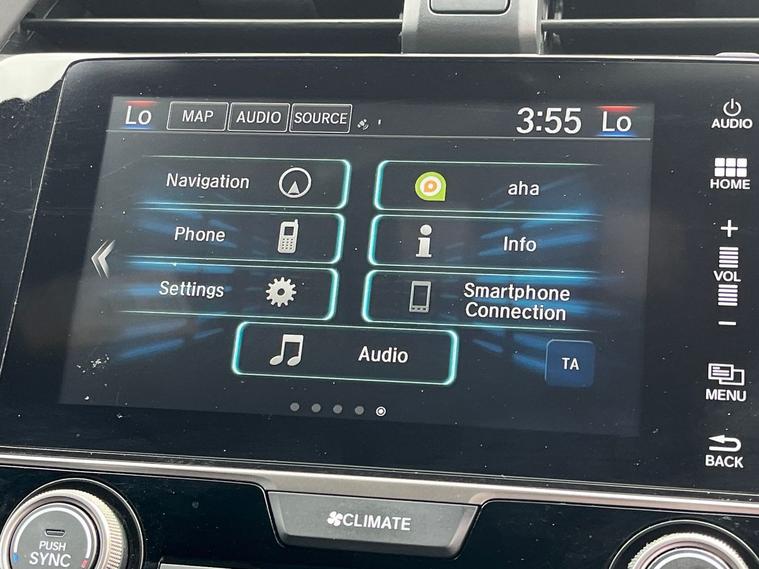 Lo MAP AUDIO SOURCE 3:55 Lo
AUDIO
HOME
Navigation
aha
Phone
Info
Settings
Smartphone
Connection
Audio
TA
+
VOL
−
MENU
BACK
CLIMATE
PUSH
SYNC